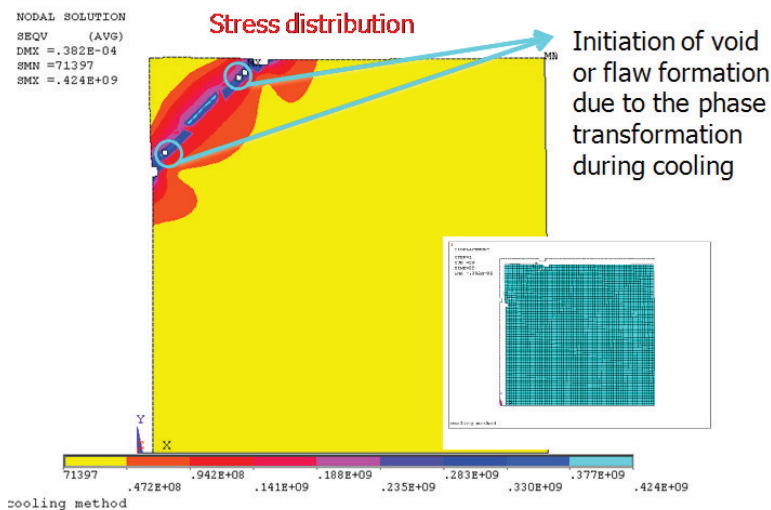 NODAL SOLUTION
SEQV (AVG)
DMX =.382E-04
SMN =71397
SMX =.424E+09
Stress distribution
Initiation of void
or flaw formation
due to the phase
transformation
during cooling
MN
Y
X
71397 .942E+08 .188E+09 .283E+09 .377E+09
.472E+08 .141E+09 .235E+09 .330E+09 .424E+09
cooling method